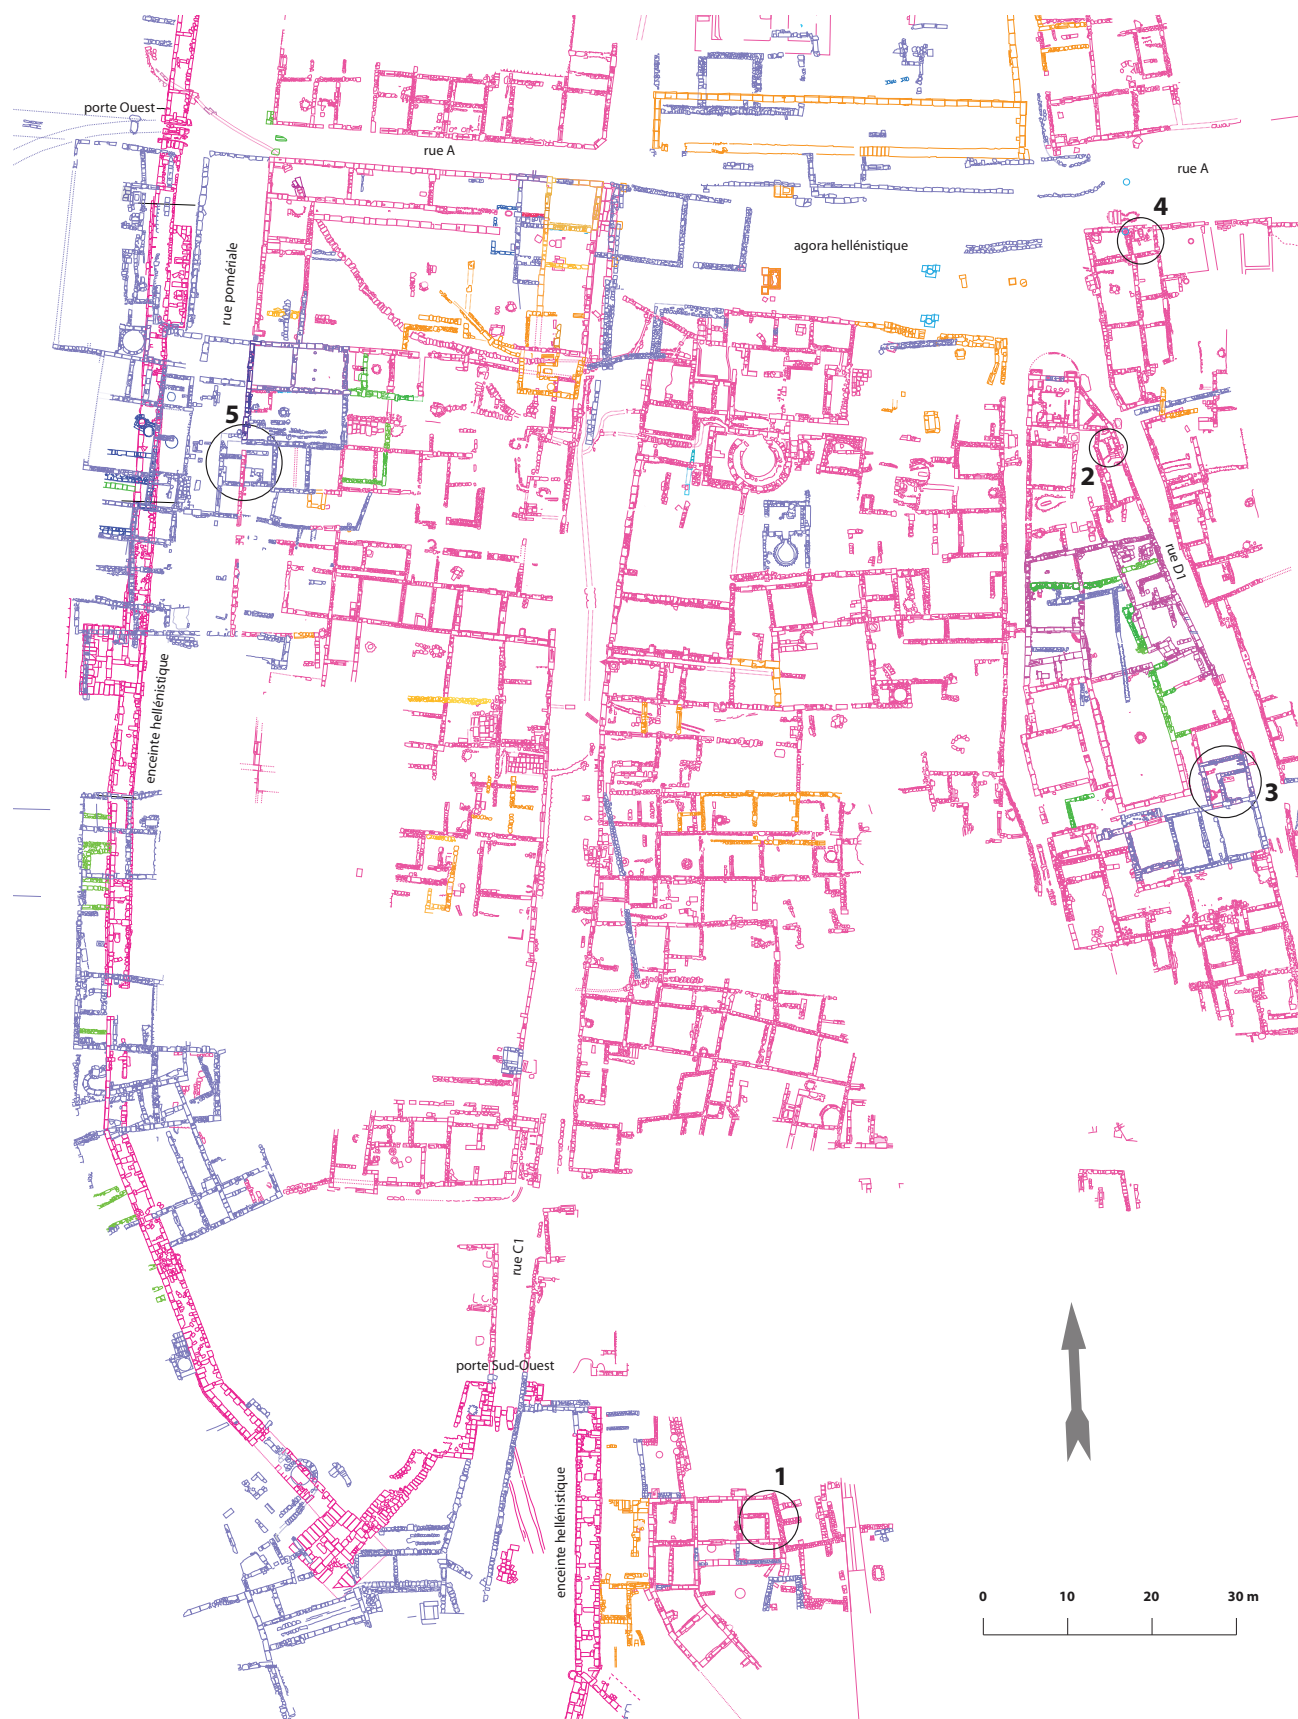 porte Ouest
rue A
rue A
4
rue pomériale
agora hellénistique
5
2
rue D1
enceinte hellénistique
3
rue C1
porte Sud-Ouest
1
enceinte hellénistique
0 10 20 30 m